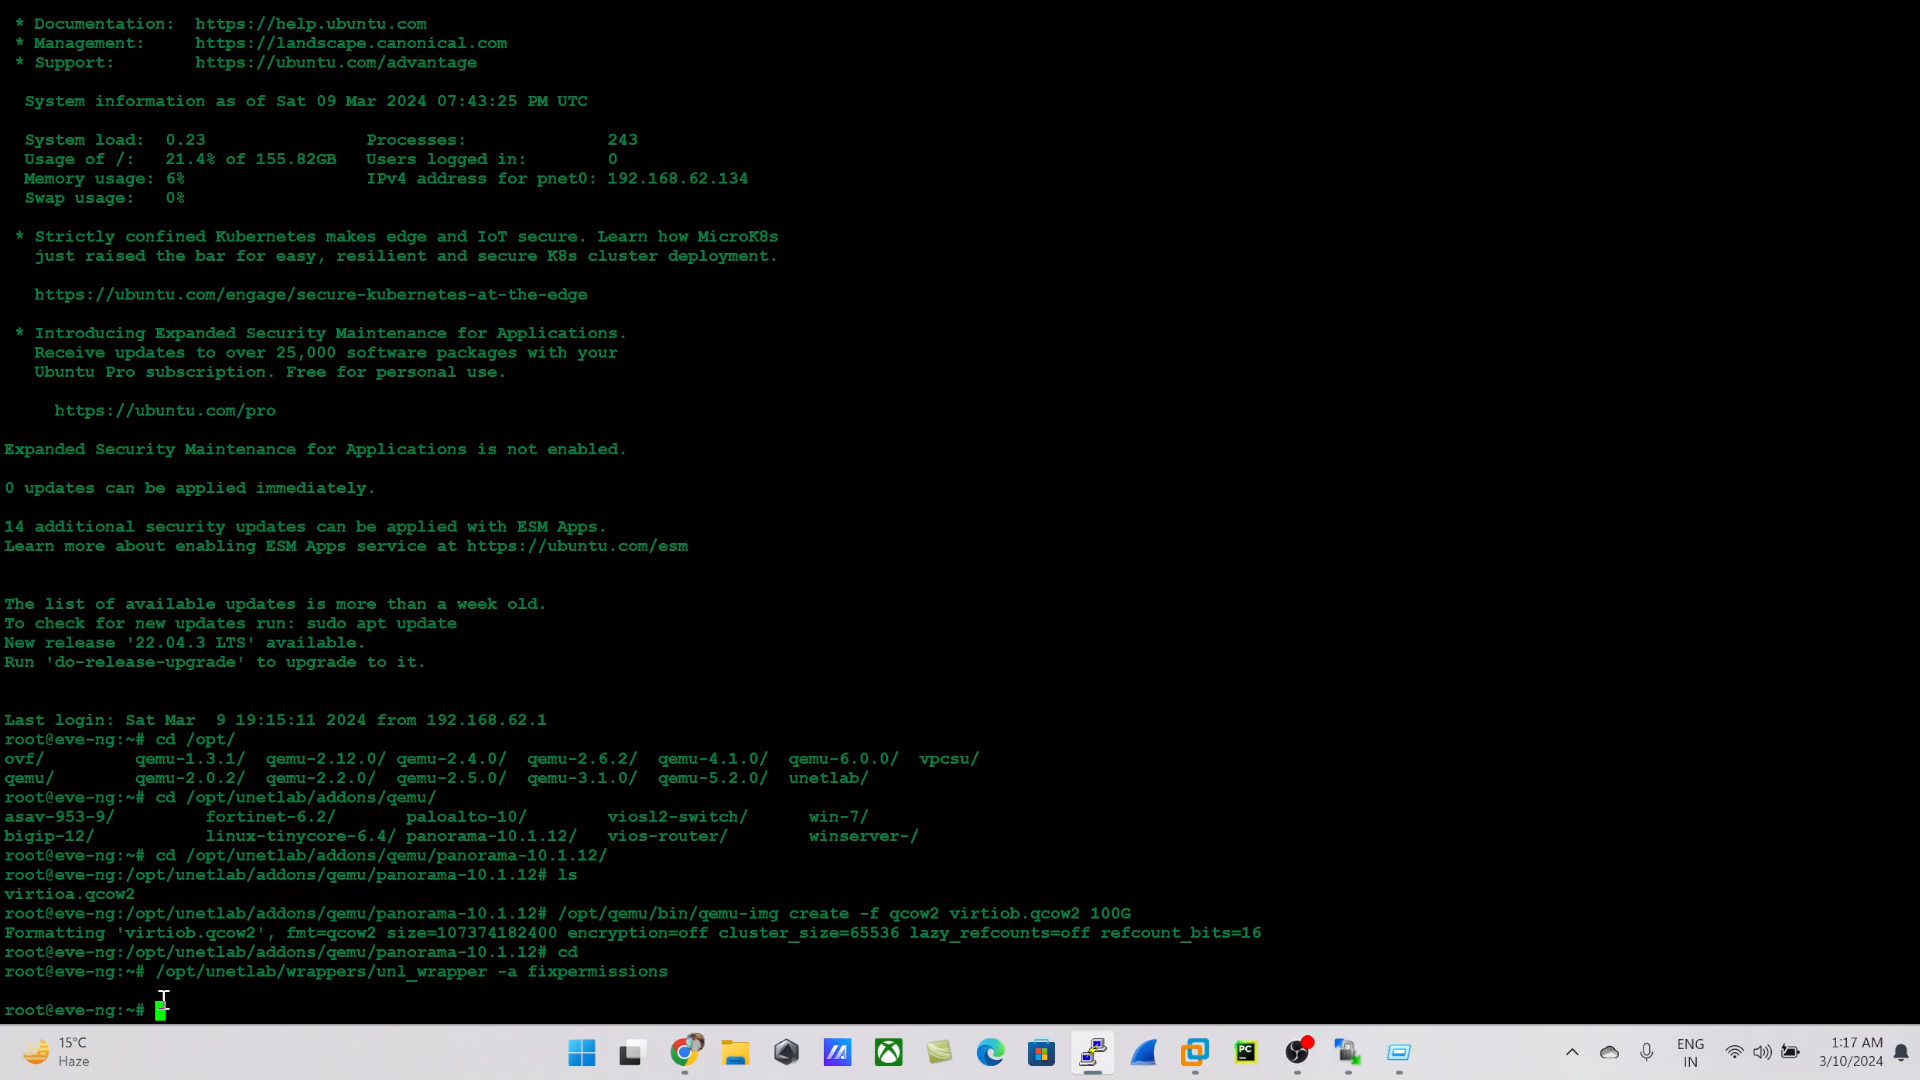 * Documentation:  https://help.ubuntu.com
* Management:     https://landscape.canonical.com
* Support:        https://ubuntu.com/advantage
System information as of Sat 09 Mar 2024 07:43:25 PM UTC
System load:  0.23                Processes:              243
Usage of /:   21.4% of 155.82GB   Users logged in:        0
Memory usage: 6%                  IPv4 address for pnet0: 192.168.62.134
Swap usage:   0%
* Strictly confined Kubernetes makes edge and IoT secure. Learn how MicroK8s
just raised the bar for easy, resilient and secure K8s cluster deployment.
https://ubuntu.com/engage/secure-kubernetes-at-the-edge
* Introducing Expanded Security Maintenance for Applications.
Receive updates to over 25,000 software packages with your
Ubuntu Pro subscription. Free for personal use.
https://ubuntu.com/pro
Expanded Security Maintenance for Applications is not enabled.
0 updates can be applied immediately.
14 additional security updates can be applied with ESM Apps.
Learn more about enabling ESM Apps service at https://ubuntu.com/esm
The list of available updates is more than a week old.
To check for new updates run: sudo apt update
New release '22.04.3 LTS' available.
Run 'do-release-upgrade' to upgrade to it.
Last login: Sat Mar  9 19:15:11 2024 from 192.168.62.1
root@eve-ng:~# cd /opt/
ovf/         qemu-1.3.1/  qemu-2.12.0/ qemu-2.4.0/  qemu-2.6.2/  qemu-4.1.0/  qemu-6.0.0/  vpcsu/
qemu/        qemu-2.0.2/  qemu-2.2.0/  qemu-2.5.0/  qemu-3.1.0/  qemu-5.2.0/  unetlab/
root@eve-ng:~# cd /opt/unetlab/addons/qemu/
asav-953-9/         fortinet-6.2/       paloalto-10/        viosl2-switch/      win-7/
bigip-12/           linux-tinycore-6.4/ panorama-10.1.12/   vios-router/        winserver-/
root@eve-ng:~# cd /opt/unetlab/addons/qemu/panorama-10.1.12/
root@eve-ng:/opt/unetlab/addons/qemu/panorama-10.1.12# ls
virtioa.qcow2
root@eve-ng:/opt/unetlab/addons/qemu/panorama-10.1.12# /opt/qemu/bin/qemu-img create -f qcow2 virtiob.qcow2 100G
Formatting 'virtiob.qcow2', fmt=qcow2 size=107374182400 encryption=off cluster_size=65536 lazy_refcounts=off refcount_bits=16
root@eve-ng:/opt/unetlab/addons/qemu/panorama-10.1.12# cd
root@eve-ng:~# /opt/unetlab/wrappers/unl_wrapper -a fixpermissions
root@eve-ng:~#
15°C
Haze
PC
ENG
IN
1:17 AM
3/10/2024